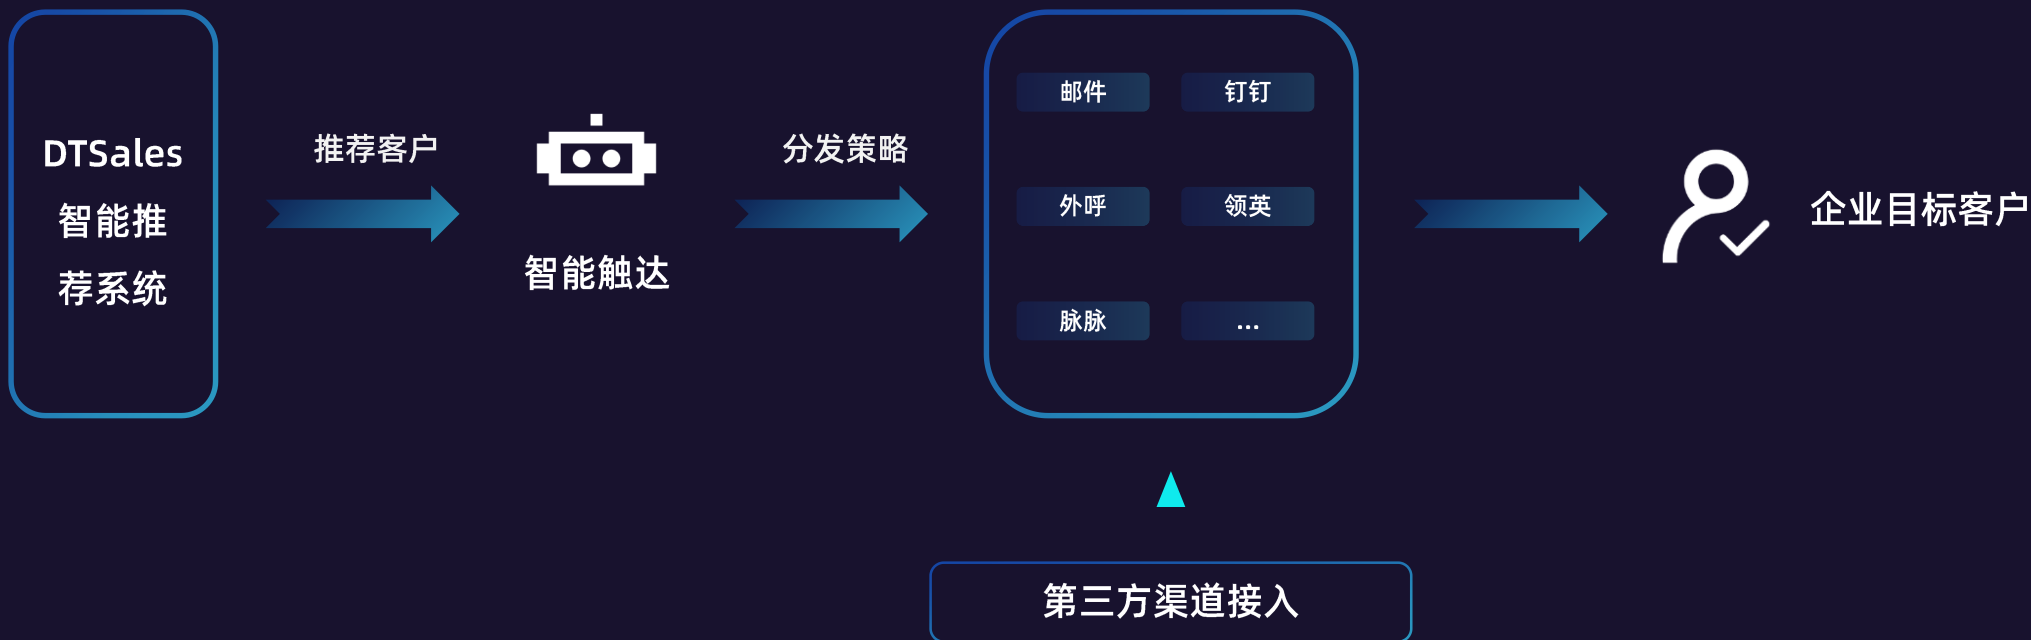 DTSales
智能推
荐系统
推荐客户
智能触达
分发策略
邮件
钉钉
外呼
领英
脉脉
...
企业目标客户
第三方渠道接入